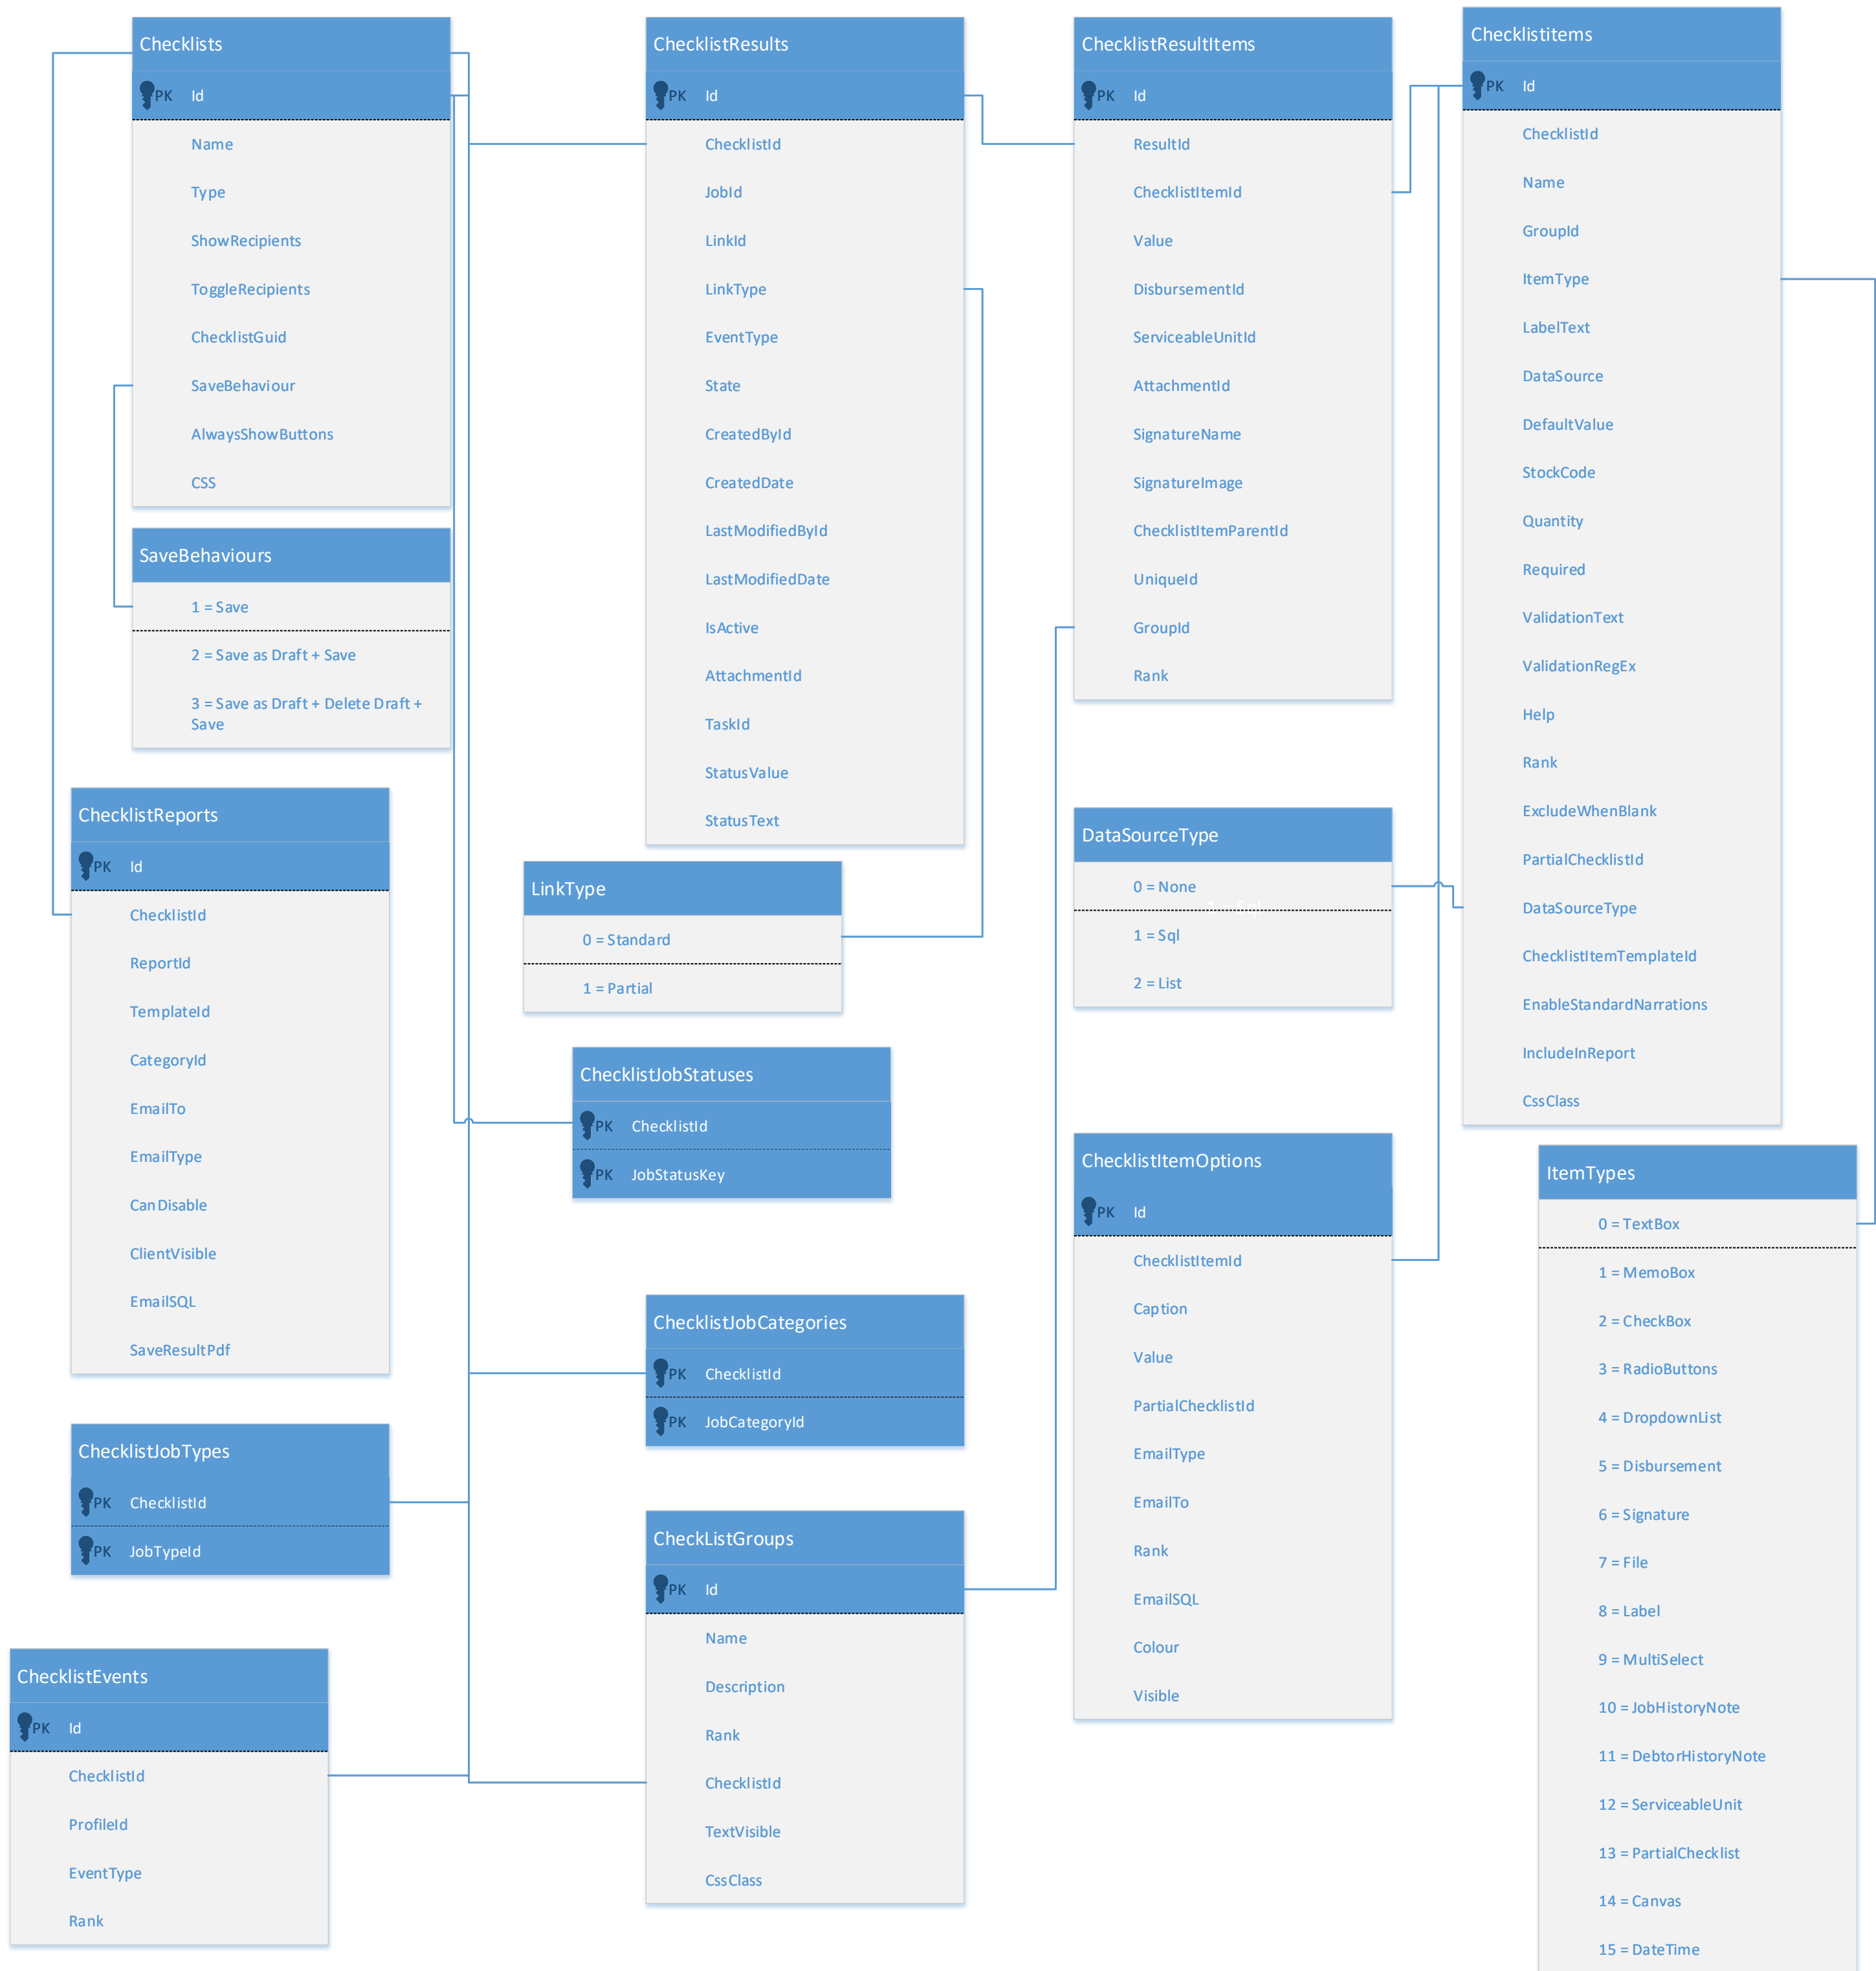 Checklists
PK Id
Name
Type
ShowRecipients
ToggleRecipients
ChecklistGuid
SaveBehaviour
AlwaysShowButtons
CSS
SaveBehaviours
1 = Save
2 = Save as Draft + Save
3 = Save as Draft + Delete Draft +
Save
ChecklistReports
PK Id
ChecklistId
ReportId
TemplateId
CategoryId
EmailTo
EmailType
CanDisable
ClientVisible
EmailSQL
SaveResultPdf
ChecklistJobTypes
PK ChecklistId
PK JobTypeId
ChecklistEvents
PK Id
ChecklistId
ProfileId
EventType
Rank
ChecklistResults
PK Id
ChecklistId
JobId
LinkId
LinkType
EventType
State
CreatedById
CreatedDate
LastModifiedById
LastModifiedDate
IsActive
AttachmentId
TaskId
StatusValue
StatusText
LinkType
0 = Standard
1 = Partial
ChecklistJobStatuses
PK ChecklistId
PK JobStatusKey
ChecklistJobCategories
PK ChecklistId
PK JobCategoryId
CheckListGroups
PK Id
Name
Description
Rank
ChecklistId
TextVisible
CssClass
ChecklistResultItems
PK Id
ResultId
ChecklistItemId
Value
DisbursementId
ServiceableUnitId
AttachmentId
SignatureName
SignatureImage
ChecklistItemParentId
UniqueId
GroupId
Rank
DataSourceType
0 = None
1 = Sql
1 = Sql
2 = List
ChecklistItemOptions
PK Id
ChecklistItemId
Caption
Value
PartialChecklistId
EmailType
EmailTo
Rank
EmailSQL
Colour
Visible
Checklistitems
PK Id
ChecklistId
Name
GroupId
ItemType
LabelText
DataSource
DefaultValue
StockCode
Quantity
Required
ValidationText
ValidationRegEx
Help
Rank
ExcludeWhenBlank
PartialChecklistId
DataSourceType
ChecklistItemTemplateId
EnableStandardNarrations
IncludeInReport
CssClass
ItemTypes
0 = TextBox
1 = MemoBox
2 = CheckBox
3 = RadioButtons
4 = DropdownList
5 = Disbursement
6 = Signature
7 = File
8 = Label
9 = MultiSelect
10 = JobHistoryNote
11 = DebtorHistoryNote
12 = ServiceableUnit
13 = PartialChecklist
14 = Canvas
15 = DateTime